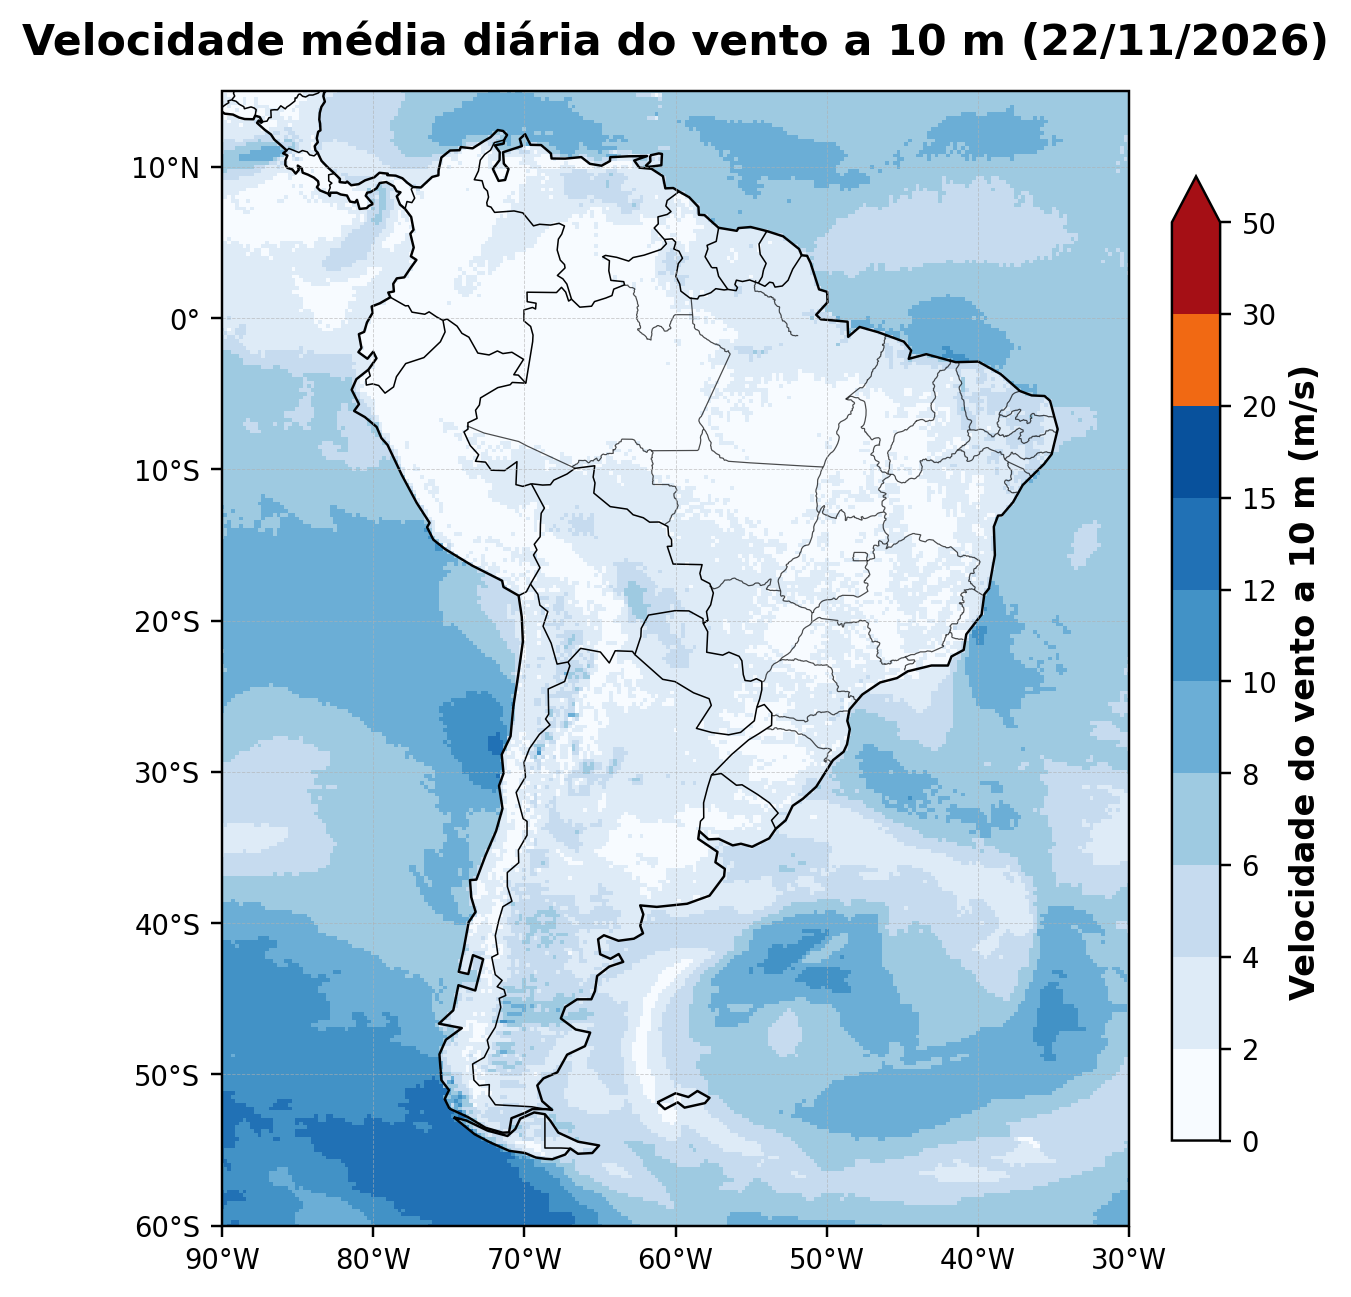 Velocidade média diária do vento a 10 m (22/11/2026)
10°N
0°
10°S
20°S
30°S
40°S
50°S
60°S
90°W
80°W
70°W
60°W
50°W
40°W
30°W
50
30
20
15
12
10
8
6
4
2
0
Velocidade do vento a 10 m (m/s)